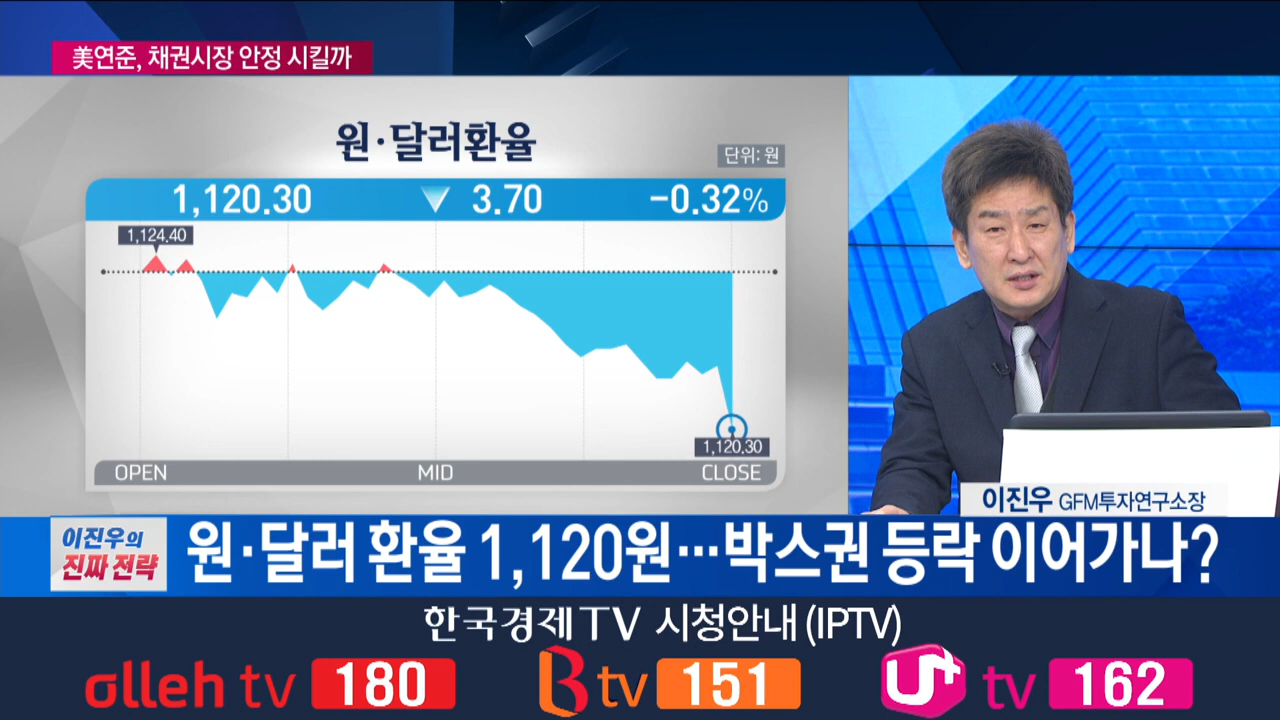 美연준, 채권시장 안정 시킬까
원·달러환율
단위: 원
1,120.30 ▼ 3.70 -0.32%
1,124.40
1,120.30
OPEN MID CLOSE
이진우 GFM투자연구소장
이진우의
진짜 전략
원·달러 환율 1,120원···박스권 등락 이어가나?
한국경제TV 시청안내 (IPTV)
olleh tv 180 B tv 151 U+ tv 162